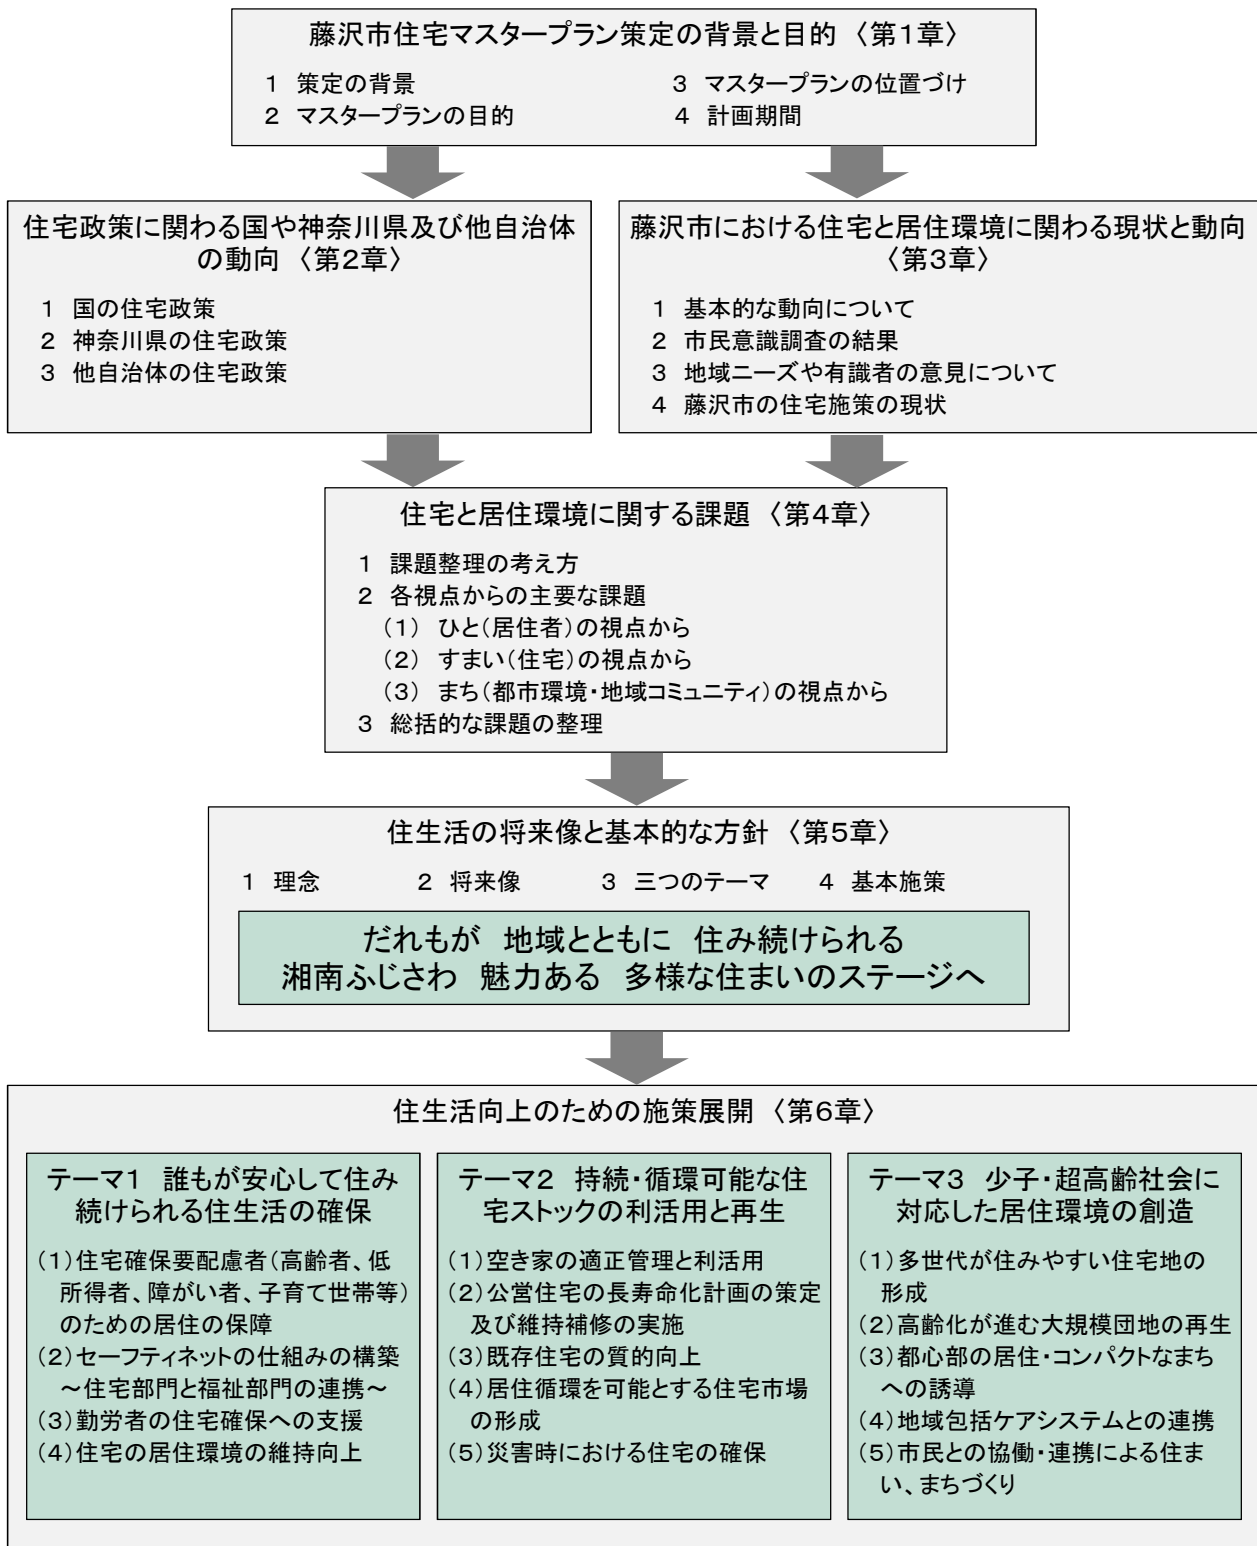 藤沢市住宅マスタープラン策定の背景と目的 〈第1章〉
1 策定の背景
2 マスタープランの目的
3 マスタープランの位置づけ
4 計画期間
住宅政策に関わる国や神奈川県及び他自治体
の動向 〈第2章〉
1 国の住宅政策
2 神奈川県の住宅政策
3 他自治体の住宅政策
藤沢市における住宅と居住環境に関わる現状と動向
〈第3章〉
1 基本的な動向について
2 市民意識調査の結果
3 地域ニーズや有識者の意見について
4 藤沢市の住宅施策の現状
住宅と居住環境に関する課題 〈第4章〉
1 課題整理の考え方
2 各視点からの主要な課題
(1) ひと(居住者)の視点から
(2) すまい(住宅)の視点から
(3) まち(都市環境・地域コミュニティ)の視点から
3 総括的な課題の整理
住生活の将来像と基本的な方針 〈第5章〉
1 理念 2 将来像 3 三つのテーマ 4 基本施策
だれもが 地域とともに 住み続けられる
湘南ふじさわ 魅力ある 多様な住まいのステージへ
住生活向上のための施策展開 〈第6章〉
テーマ1 誰もが安心して住み
続けられる住生活の確保
(1)住宅確保要配慮者(高齢者、低
所得者、障がい者、子育て世帯等)
のための居住の保障
(2)セーフティネットの仕組みの構築
~住宅部門と福祉部門の連携~
(3)勤労者の住宅確保への支援
(4)住宅の居住環境の維持向上
テーマ2 持続・循環可能な住
宅ストックの利活用と再生
(1)空き家の適正管理と利活用
(2)公営住宅の長寿命化計画の策定
及び維持補修の実施
(3)既存住宅の質的向上
(4)居住循環を可能とする住宅市場
の形成
(5)災害時における住宅の確保
テーマ3 少子・超高齢社会に
対応した居住環境の創造
(1)多世代が住みやすい住宅地の
形成
(2)高齢化が進む大規模団地の再生
(3)都心部の居住・コンパクトなまち
への誘導
(4)地域包括ケアシステムとの連携
(5)市民との協働・連携による住ま
い、まちづくり